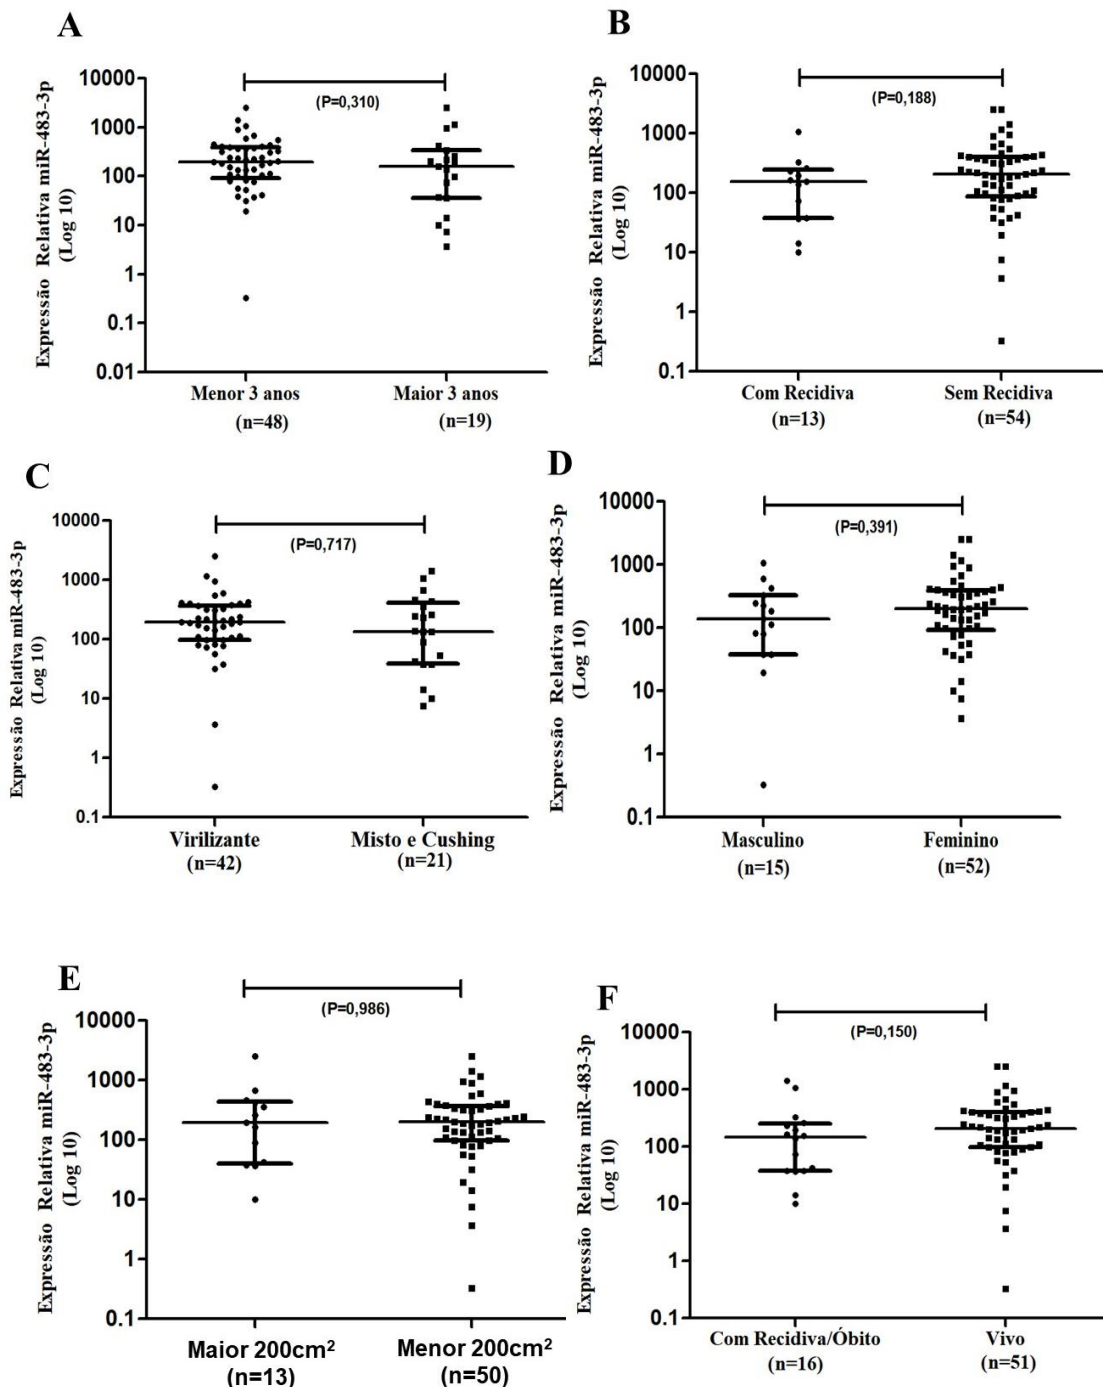 A
Expressão Relativa miR-483-3p
(Log 10)
10000
1000
100
10
1
0.1
0.01
(P=0,310)
Menor 3 anos
(n=48)
Maior 3 anos
(n=19)
B
Expressão Relativa miR-483-3p
(Log 10)
10000
1000
100
10
1
0.1
(P=0,188)
Com Recidiva
(n=13)
Sem Recidiva
(n=54)
C
Expressão Relativa miR-483-3p
(Log 10)
10000
1000
100
10
1
0.1
(P=0,717)
Virilizante
(n=42)
Misto e Cushing
(n=21)
D
Expressão Relativa miR-483-3p
(Log 10)
10000
1000
100
10
1
0.1
(P=0,391)
Masculino
(n=15)
Feminino
(n=52)
E
Expressão Relativa miR-483-3p
(Log 10)
10000
1000
100
10
1
0.1
(P=0,986)
Maior 200cm²
(n=13)
Menor 200cm²
(n=50)
F
Expressão Relativa miR-483-3p
(Log 10)
10000
1000
100
10
1
0.1
(P=0,150)
Com Recidiva/Óbito
(n=16)
Vivo
(n=51)